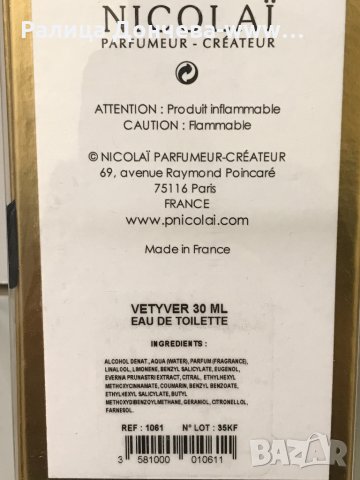 NICOLAÏ
PARFUMEUR - CRÉATEUR
ATTENTION : Produit inflammable
CAUTION : Flammable
© NICOLAÏ PARFUMEUR-CRÉATEUR
69, avenue Raymond Poincaré
75116 Paris
FRANCE
www.pnicolai.com
Made in France
VETYVER 30 ML
EAU DE TOILETTE
INGREDIENTS :
ALCOHOL DENAT., AQUA (WATER), PARFUM (FRAGRANCE),
LINALOOL, LIMONENE, BENZYL SALICYLATE, EUGENOL,
EVERNIA PRUNASTRI EXTRACT, CITRAL, ETHYLHEXYL
METHOXYCINNAMATE, COUMARIN, BENZYL BENZOATE,
ETHYLHEXYL SALICYLATE, BUTYL
METHOXYDIBENZOYLMETHANE, GERANIOL, CITRONELLOL,
FARNESOL.
REF : 1061 N° LOT : 35KF
3 581000 010611
bazar.bg